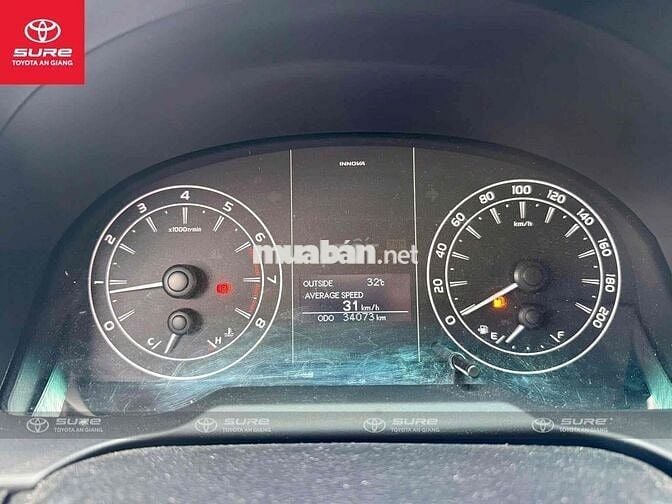 TOYOTA
SURE
TOYOTA AN GIANG
INNOVA
x1000r/min
0 1 2 3 4 5 6 7 8
C H
muaban.net
OUTSIDE 32℃
AVERAGE SPEED
31 km/h
ODO 34073 km
km/h
0 20 40 60 80 100 120 140 160 180 200
E F
SURE
TOYOTA AN GIANG
SURE
TOYOTA AN GIANG
SURE
TOYOTA AN GIANG
SURE
TOYOTA AN GIANG